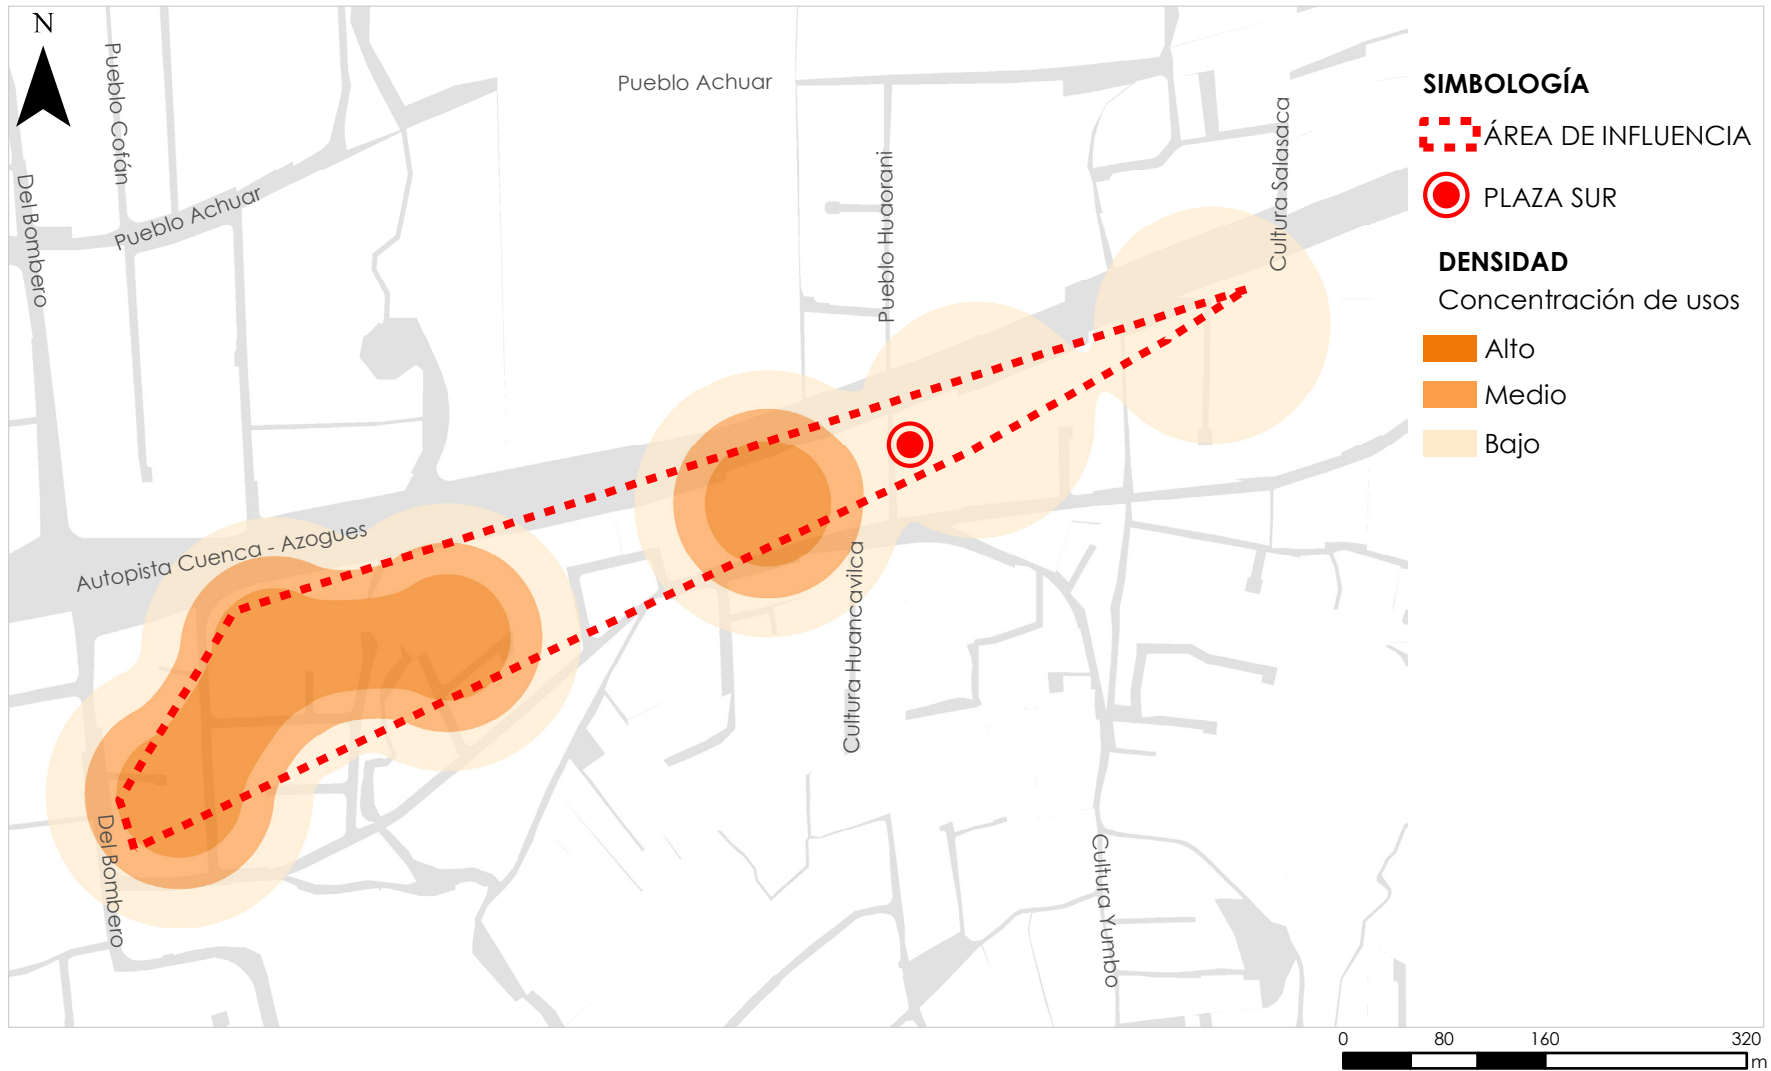 N
Pueblo Cofán
Pueblo Achuar
Del Bombero
Pueblo Achuar
Pueblo Huaorani
Cultura Salasaca
Autopista Cuenca - Azogues
Cultura Huancavilca
Del Bombero
Cultura Yumbo
SIMBOLOGÍA
ÁREA DE INFLUENCIA
PLAZA SUR
DENSIDAD
Concentración de usos
Alto
Medio
Bajo
0 80 160 320
m